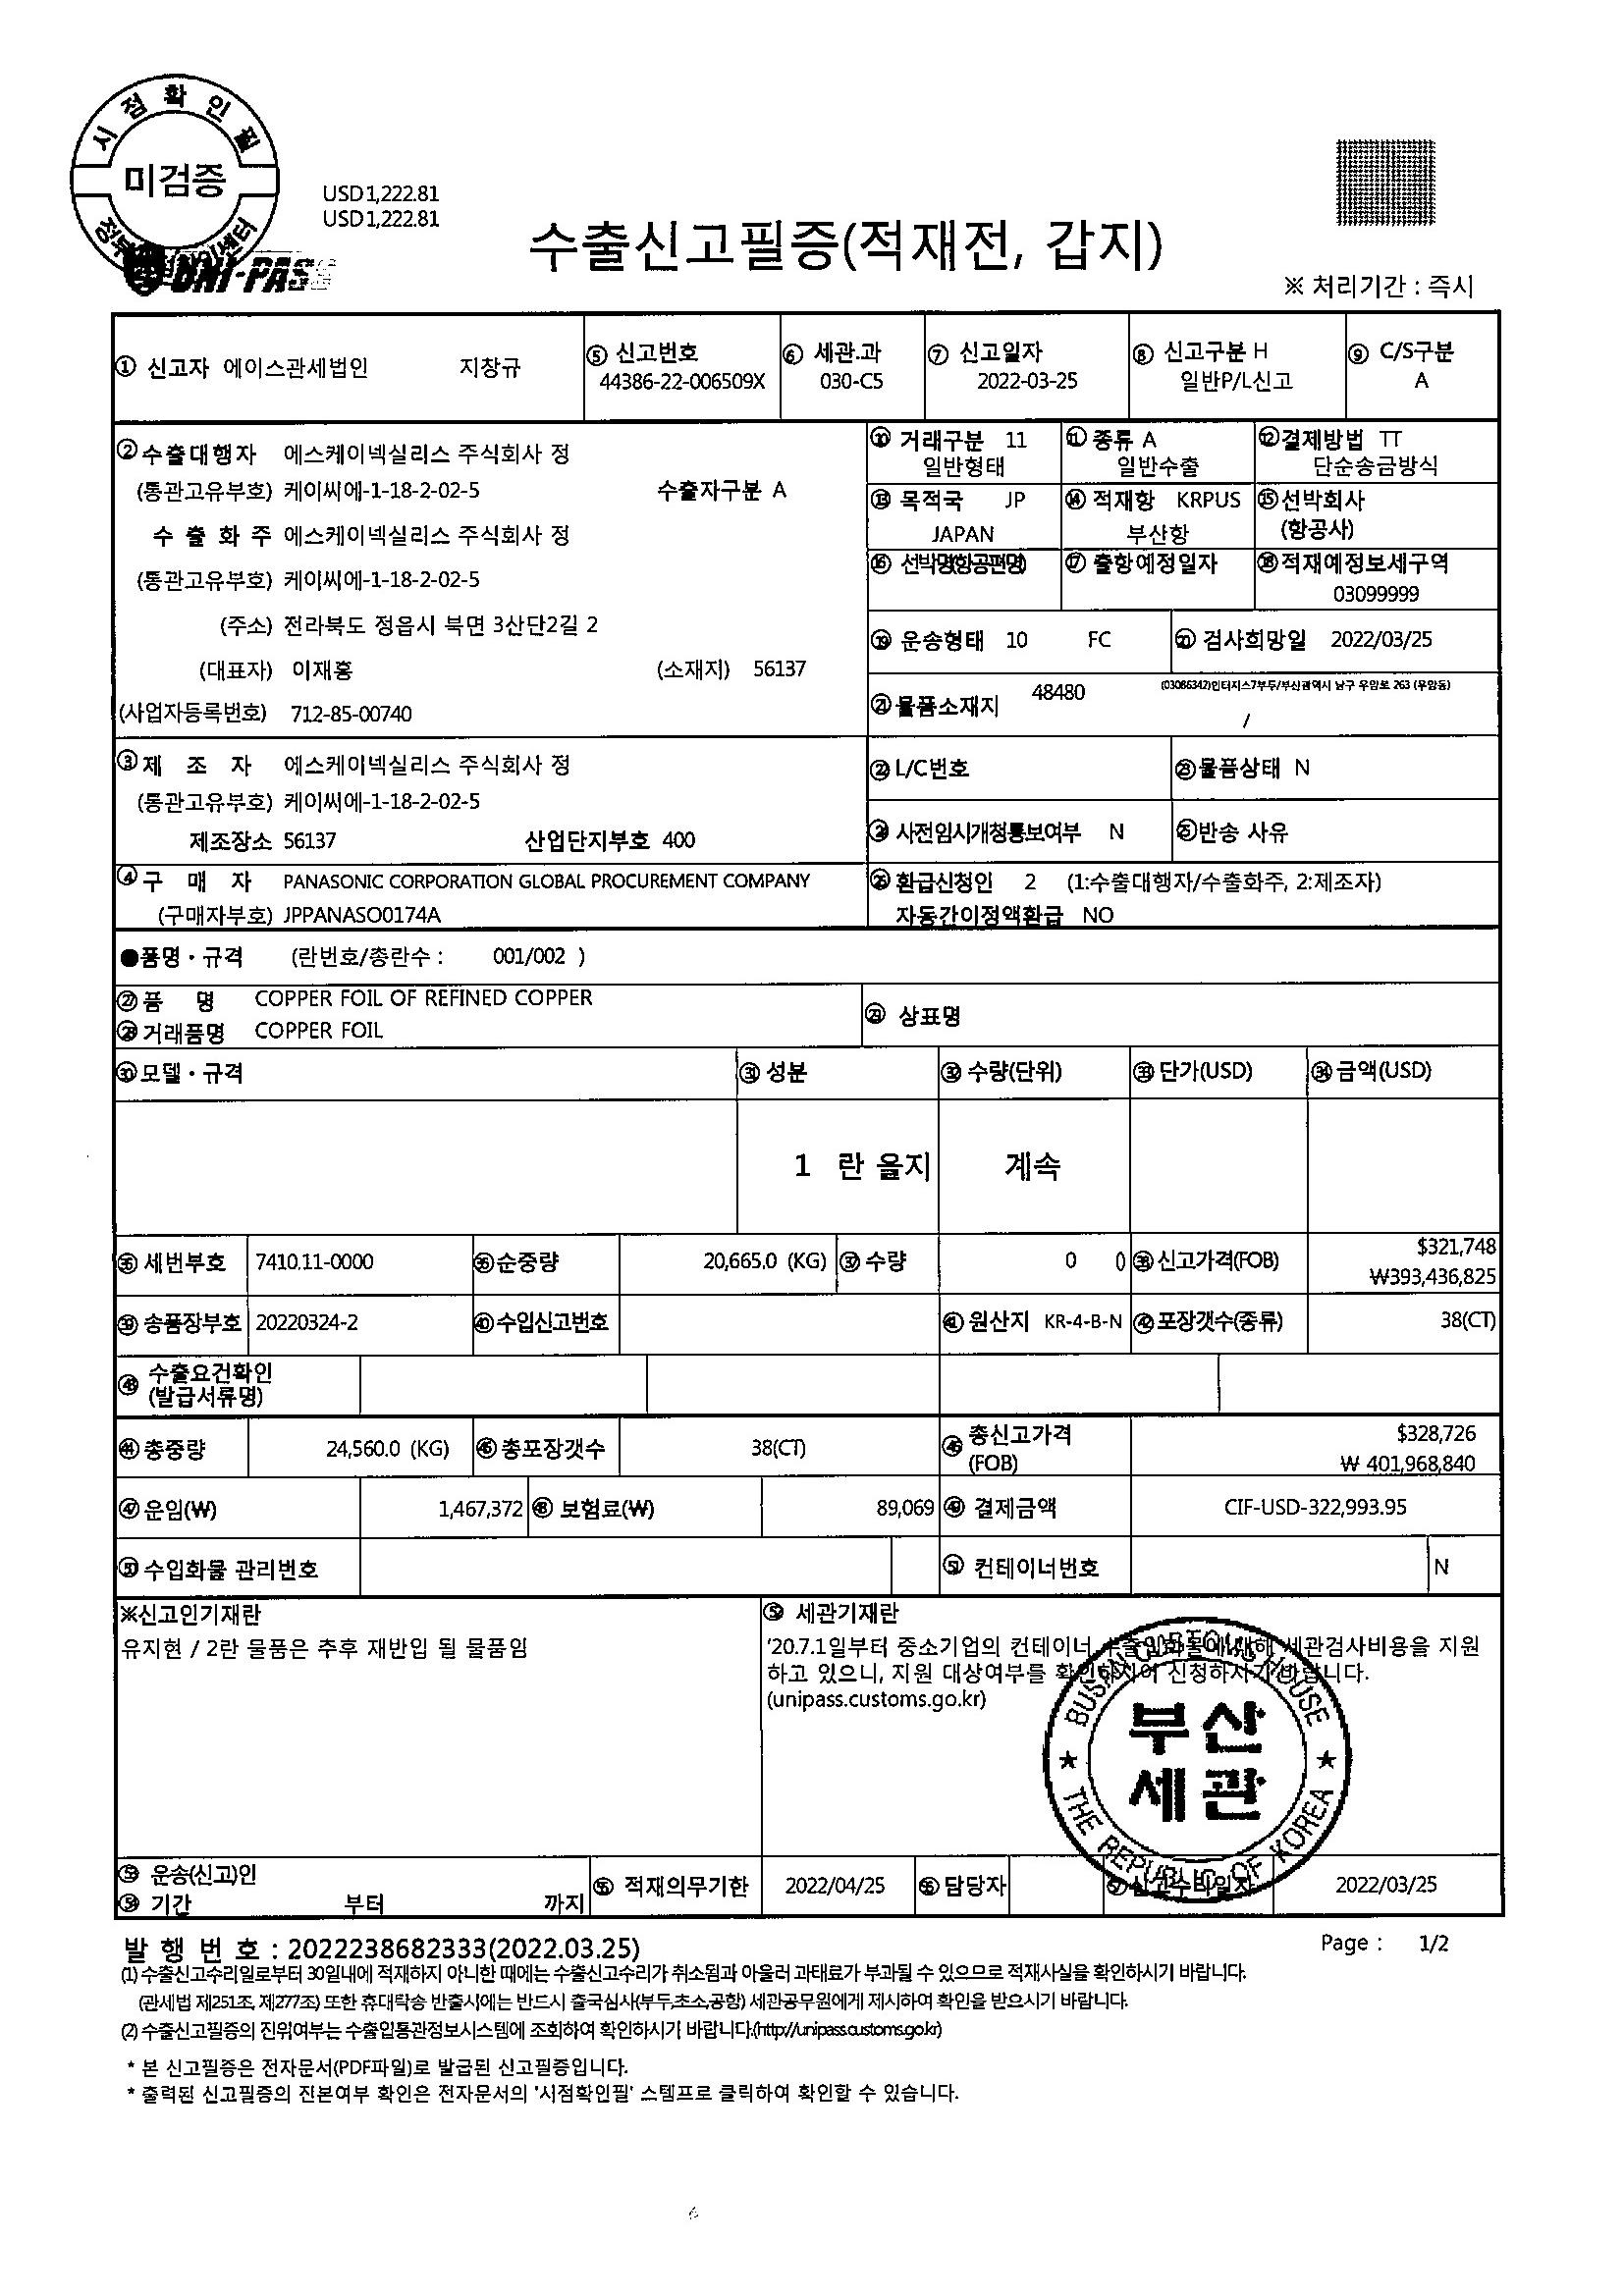 시점확인필
미검증
USD1,222.81
USD1,222.81
UNI-PASS
수출신고필증(적재전, 갑지)
※ 처리기간 : 즉시
① 신고자 에이스관세법인 지창규
⑤ 신고번호
44386-22-006509X
⑥ 세관.과
030-C5
⑦ 신고일자
2022-03-25
⑧ 신고구분 H
일반P/L신고
⑨ C/S구분
A
② 수출대행자 에스케이넥실리스 주식회사 정
(통관고유부호) 케이씨에-1-18-2-02-5 수출자구분 A
수 출 화 주 에스케이넥실리스 주식회사 정
(통관고유부호) 케이씨에-1-18-2-02-5
(주소) 전라북도 정읍시 북면 3산단2길 2
(대표자) 이재홍 (소재지) 56137
(사업자등록번호) 712-85-00740
⑩ 거래구분 11
일반형태
⑪ 종류 A
일반수출
⑫ 결제방법 TT
단순송금방식
⑬ 목적국 JP
JAPAN
⑭ 적재항 KRPUS
부산항
⑮ 선박회사
(항공사)
⑯ 선박명(항공편명)
⑰ 출항예정일자
⑱ 적재예정보세구역
03099999
⑲ 운송형태 10 FC
⑳ 검사희망일 2022/03/25
㉑ 물품소재지 48480 (03086342)인터지스7부두/부산광역시 남구 우암로 263 (우암동)
/
③ 제 조 자 에스케이넥실리스 주식회사 정
(통관고유부호) 케이씨에-1-18-2-02-5
제조장소 56137 산업단지부호 400
㉒ L/C번호
㉓ 물품상태 N
㉔ 사전임시개청통보여부 N
㉕ 반송 사유
④ 구 매 자 PANASONIC CORPORATION GLOBAL PROCUREMENT COMPANY
(구매자부호) JPPANASO0174A
㉖ 환급신청인 2 (1:수출대행자/수출화주, 2:제조자)
자동간이정액환급 NO
●품명 · 규격 (란번호/총란수 : 001/002 )
㉗ 품 명 COPPER FOIL OF REFINED COPPER
㉘ 거래품명 COPPER FOIL
㉙ 상표명
㉚ 모델 · 규격 ㉛ 성분 ㉜ 수량(단위) ㉝ 단가(USD) ㉞ 금액(USD)
1 란 을지 계속
㉟ 세번부호 7410.11-0000 ㊱ 순중량 20,665.0 (KG) ㊲ 수량 0 0 ㊳ 신고가격(FOB) $321,748
₩393,436,825
㊴ 송품장부호 20220324-2 ㊵ 수입신고번호 ㊶ 원산지 KR-4-B-N ㊷ 포장갯수(종류) 38(CT)
㊸ 수출요건확인
(발급서류명)
㊹ 총중량 24,560.0 (KG) ㊺ 총포장갯수 38(CT) ㊻ 총신고가격
(FOB) $328,726
₩ 401,968,840
㊼ 운임(₩) 1,467,372 ㊽ 보험료(₩) 89,069 ㊾ 결제금액 CIF-USD-322,993.95
㊿ 수입화물 관리번호 컨테이너번호 N
※신고인기재란
유지현 / 2란 물품은 추후 재반입 될 물품임
세관기재란
'20.7.1일부터 중소기업의 컨테이너 수출입화물에 대해 세관검사비용을 지원
하고 있으니, 지원 대상여부를 확인하시어 신청하시기 바랍니다.
(unipass.customs.go.kr)
BUSAN CUSTOMS HOUSE
부산
세관
THE REPUBLIC OF KOREA
운송(신고)인
기간 부터 까지
적재의무기한 2022/04/25 담당자 신고수리일자 2022/03/25
발 행 번 호 : 2022238682333(2022.03.25)
Page : 1/2
(1) 수출신고수리일로부터 30일내에 적재하지 아니한 때에는 수출신고수리가 취소됨과 아울러 과태료가 부과될 수 있으므로 적재사실을 확인하시기 바랍니다.
(관세법 제251조, 제277조) 또한 휴대탁송 반출시에는 반드시 출국심사(부두,초소,공항) 세관공무원에게 제시하여 확인을 받으시기 바랍니다.
(2) 수출신고필증의 진위여부는 수출입통관정보시스템에 조회하여 확인하시기 바랍니다.(http://unipass.customs.go.kr)
* 본 신고필증은 전자문서(PDF파일)로 발급된 신고필증입니다.
* 출력된 신고필증의 진본여부 확인은 전자문서의 '시점확인필' 스탬프로 클릭하여 확인할 수 있습니다.